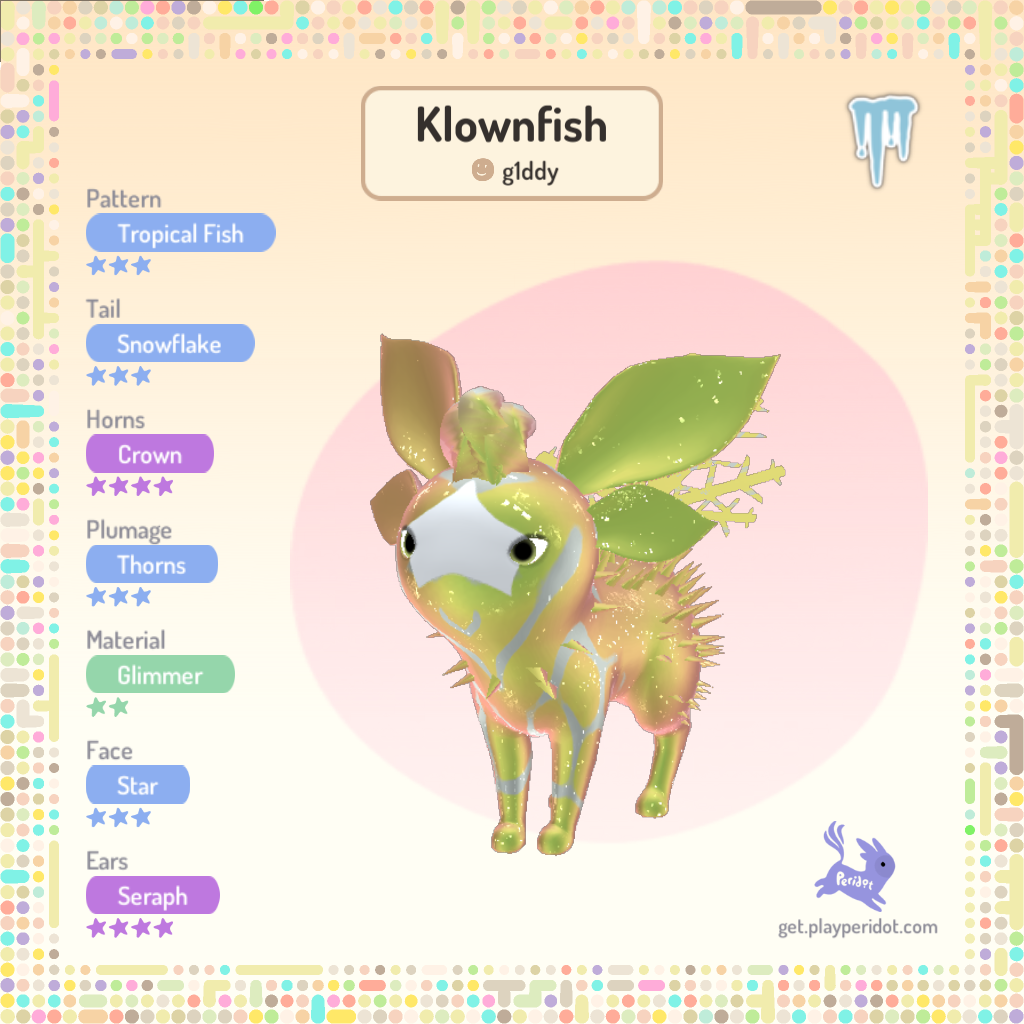 Klownfish
g1ddy
Pattern
Tropical Fish
Tail
Snowflake
Horns
Crown
Plumage
Thorns
Material
Glimmer
Face
Star
Ears
Seraph
Peridot
get.playperidot.com